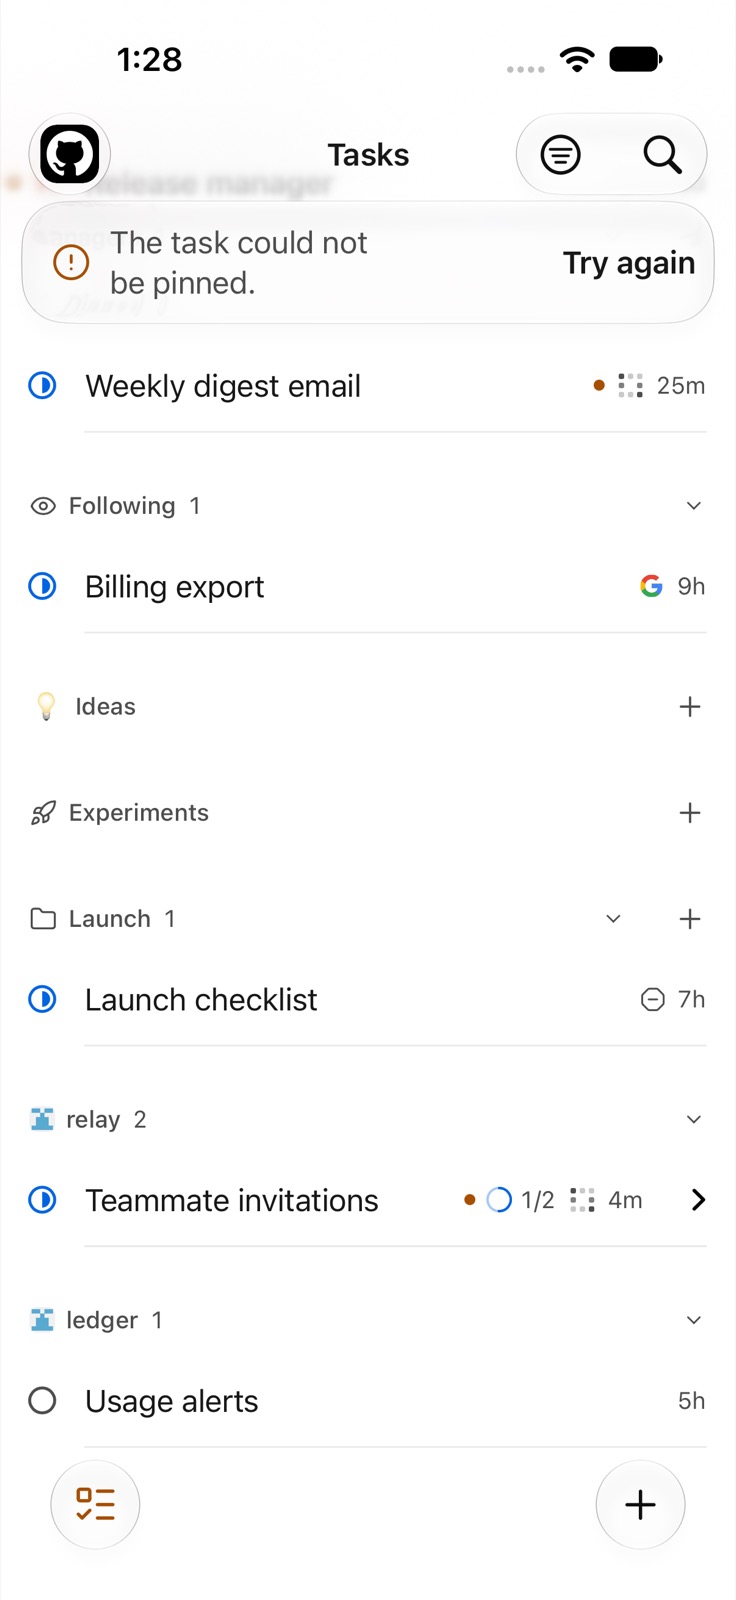 1:28
Tasks
Release manager
The task could not
be pinned.
Try again
Weekly digest email 25m
Following 1
Billing export 9h
Ideas
Experiments
Launch 1
Launch checklist 7h
relay 2
Teammate invitations 1/2 4m
ledger 1
Usage alerts 5h